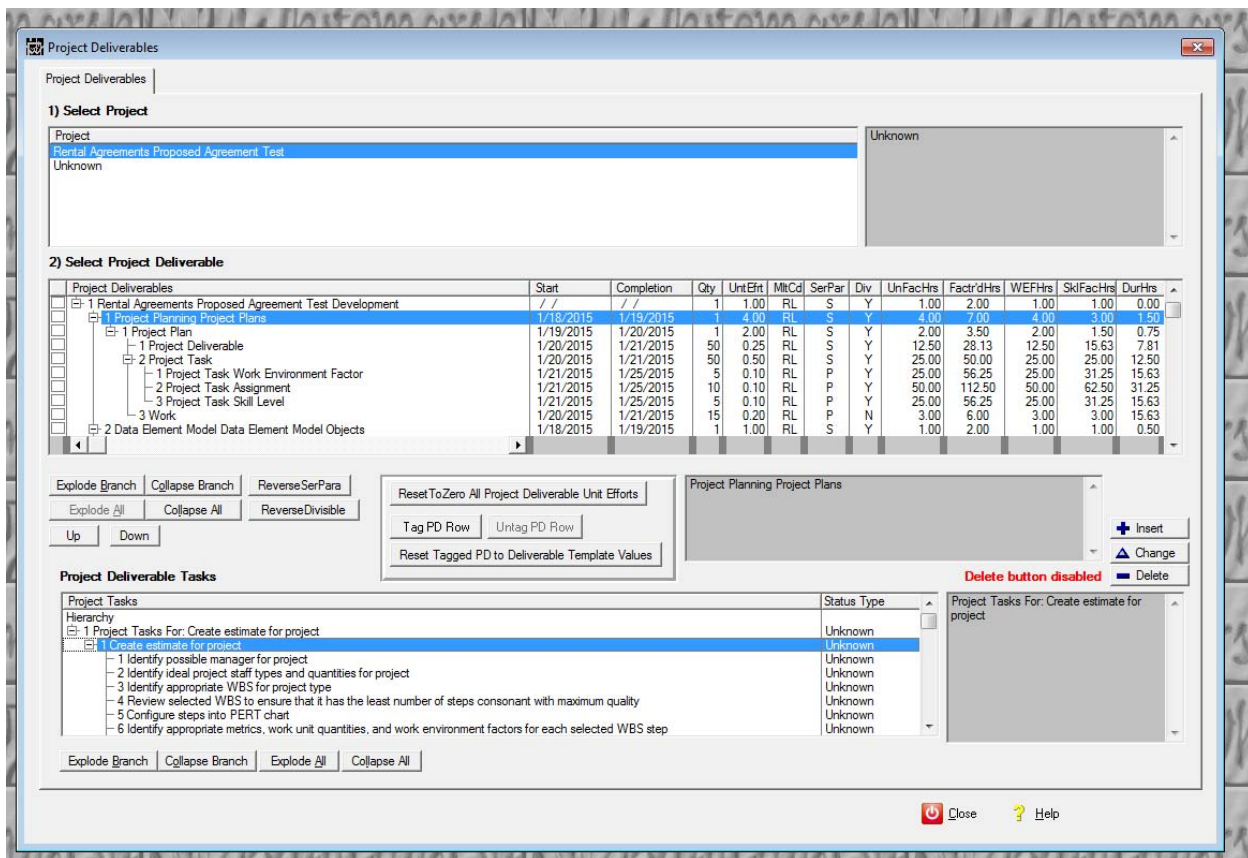 Project Deliverables
Project Deliverables
1) Select Project
Project
Rental Agreements Proposed Agreement Test
Unknown
Unknown
2) Select Project Deliverable
Project Deliverables Start Completion Qty UntEfrt MltCd SerPar Div UnFacHrs Factr'dHrs WEFHrs SklFacHrs DurHrs
1 Rental Agreements Proposed Agreement Test Development / / / / 1 1.00 RL S Y 1.00 2.00 1.00 1.00 0.00
1 Project Planning Project Plans 1/18/2015 1/19/2015 1 4.00 RL S Y 4.00 7.00 4.00 3.00 1.50
1 Project Plan 1/19/2015 1/20/2015 1 2.00 RL S Y 2.00 3.50 2.00 1.50 0.75
1 Project Deliverable 1/20/2015 1/21/2015 50 0.25 RL S Y 12.50 28.13 12.50 15.63 7.81
2 Project Task 1/20/2015 1/21/2015 50 0.50 RL S Y 25.00 50.00 25.00 25.00 12.50
1 Project Task Work Environment Factor 1/21/2015 1/25/2015 5 0.10 RL P Y 25.00 56.25 25.00 31.25 15.63
2 Project Task Assignment 1/21/2015 1/25/2015 10 0.10 RL P Y 50.00 112.50 50.00 62.50 31.25
3 Project Task Skill Level 1/21/2015 1/25/2015 5 0.10 RL P Y 25.00 56.25 25.00 31.25 15.63
3 Work 1/20/2015 1/21/2015 15 0.20 RL P N 3.00 6.00 3.00 3.00 15.63
2 Data Element Model Data Element Model Objects 1/18/2015 1/19/2015 1 1.00 RL S Y 1.00 2.00 1.00 1.00 0.50
Explode Branch Collapse Branch ReverseSerPara
Explode All Collapse All ReverseDivisible
Up Down
ResetToZero All Project Deliverable Unit Efforts
Tag PD Row Untag PD Row
Reset Tagged PD to Deliverable Template Values
Project Planning Project Plans
Insert
Change
Delete button disabled Delete
Project Deliverable Tasks
Project Tasks Status Type
Hierarchy
1 Project Tasks For: Create estimate for project Unknown
1 Create estimate for project Unknown
1 Identify possible manager for project Unknown
2 Identify ideal project staff types and quantities for project Unknown
3 Identify appropriate WBS for project type Unknown
4 Review selected WBS to ensure that it has the least number of steps consonant with maximum quality Unknown
5 Configure steps into PERT chart Unknown
6 Identify appropriate metrics, work unit quantities, and work environment factors for each selected WBS step Unknown
Project Tasks For: Create estimate for
project
Explode Branch Collapse Branch Explode All Collapse All
Close Help